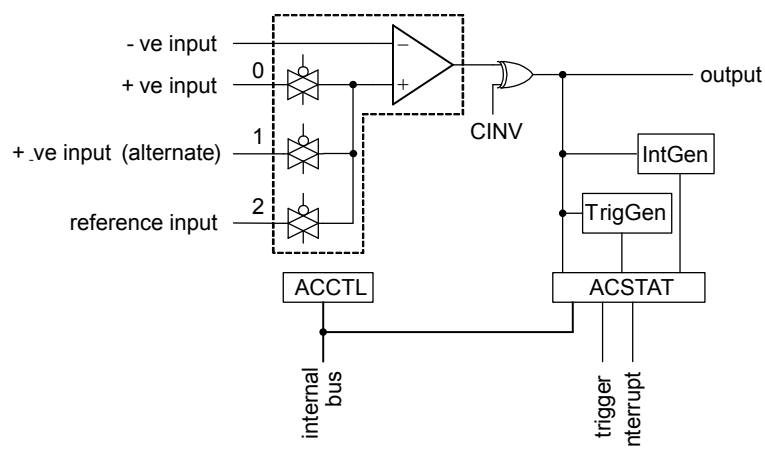 - ve input
+ ve input
0
+ ve input (alternate)
1
reference input
2
−
+
CINV
output
IntGen
TrigGen
ACCTL
ACSTAT
internal
bus
trigger
nterrupt